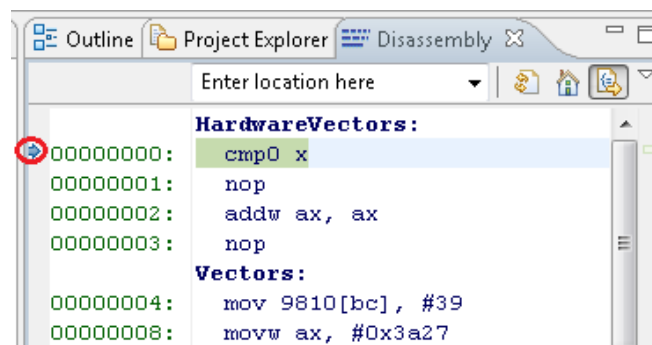 Outline Project Explorer Disassembly
Enter location here
HardwareVectors:
00000000: cmp0 x
00000001: nop
00000002: addw ax, ax
00000003: nop
Vectors:
00000004: mov 9810[bc], #39
00000008: movw ax, #0x3a27